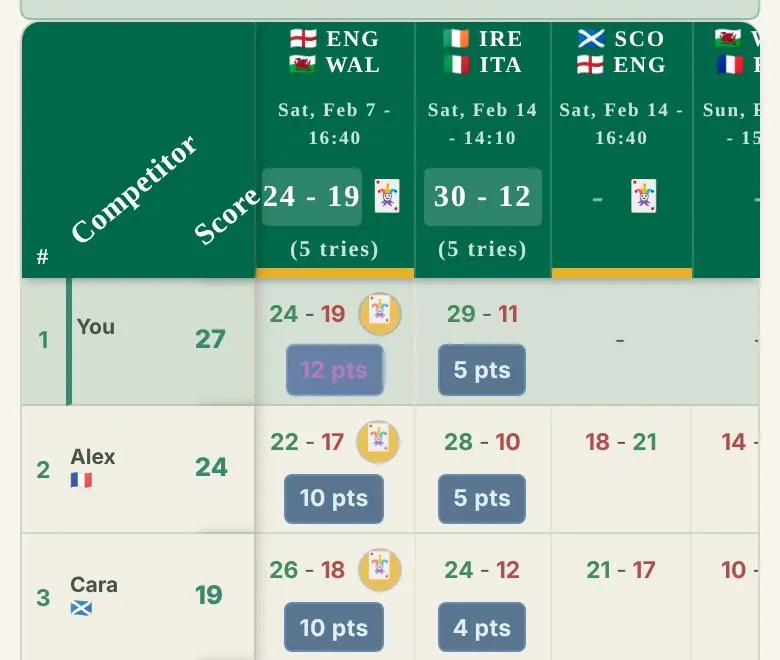 ENG
WAL
Sat, Feb 7 -
16:40
24 - 19
(5 tries)
IRE
ITA
Sat, Feb 14
- 14:10
30 - 12
(5 tries)
SCO
ENG
Sat, Feb 14 -
16:40
-
Sun, F
- 15
-
# Competitor Score
1 You 27 24 - 19 29 - 11 - -
12 pts 5 pts
2 Alex 24 22 - 17 28 - 10 18 - 21 14 -
10 pts 5 pts
3 Cara 19 26 - 18 24 - 12 21 - 17 10 -
10 pts 4 pts